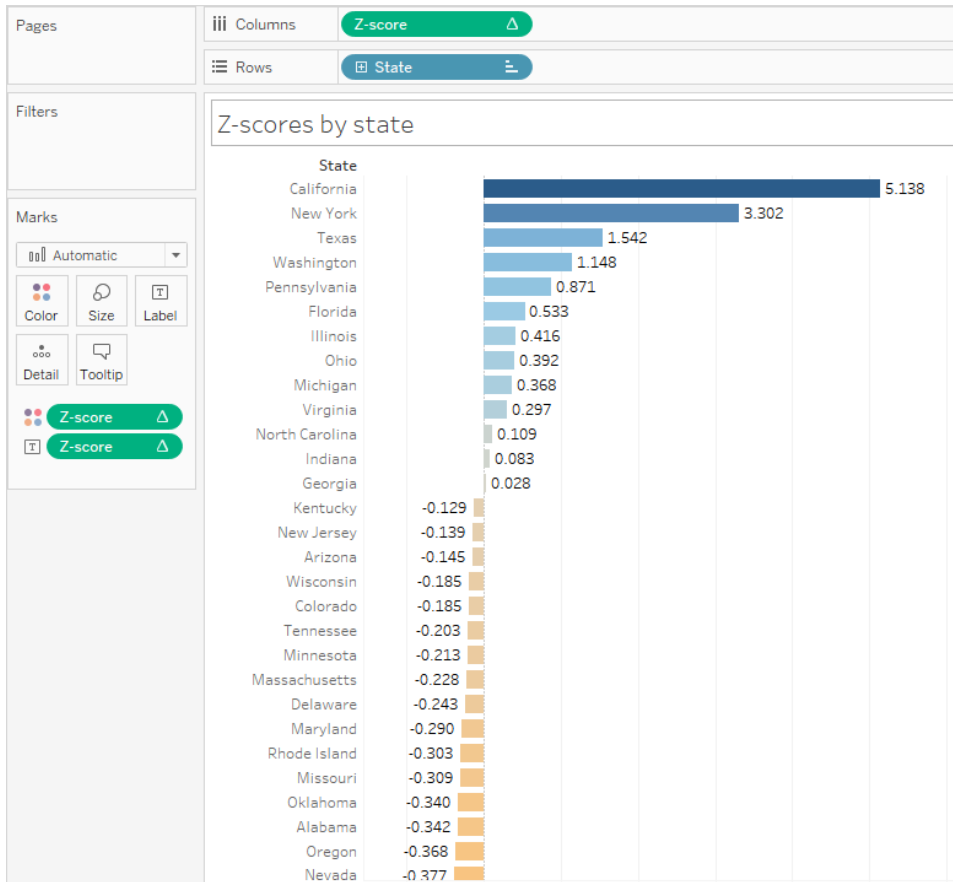 Pages
Columns
Z-score
Rows
State
Filters
Z-scores by state
State
California 5.138
New York 3.302
Texas 1.542
Washington 1.148
Pennsylvania 0.871
Florida 0.533
Illinois 0.416
Ohio 0.392
Michigan 0.368
Virginia 0.297
North Carolina 0.109
Indiana 0.083
Georgia 0.028
Kentucky -0.129
New Jersey -0.139
Arizona -0.145
Wisconsin -0.185
Colorado -0.185
Tennessee -0.203
Minnesota -0.213
Massachusetts -0.228
Delaware -0.243
Maryland -0.290
Rhode Island -0.303
Missouri -0.309
Oklahoma -0.340
Alabama -0.342
Oregon -0.368
Nevada -0.377
Marks
Automatic
Color Size Label
Detail Tooltip
Z-score
T Z-score